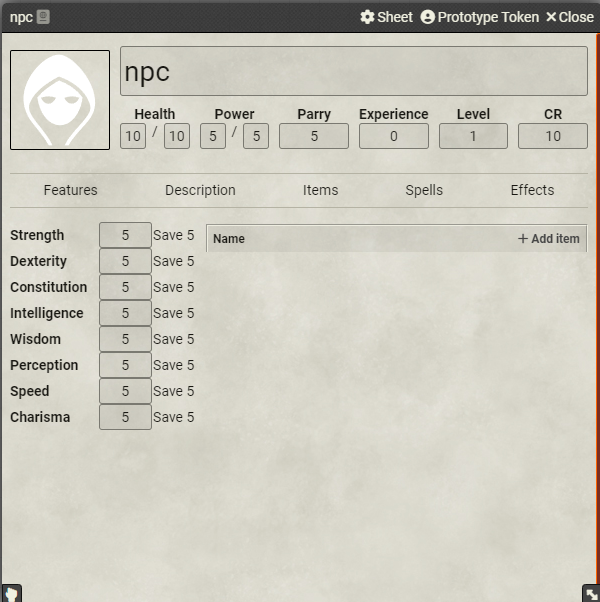 npc Sheet Prototype Token Close
npc
Health Power Parry Experience Level CR
10 / 10 5 / 5 5 0 1 10
Features Description Items Spells Effects
Strength 5 Save 5 Name + Add item
Dexterity 5 Save 5
Constitution 5 Save 5
Intelligence 5 Save 5
Wisdom 5 Save 5
Perception 5 Save 5
Speed 5 Save 5
Charisma 5 Save 5